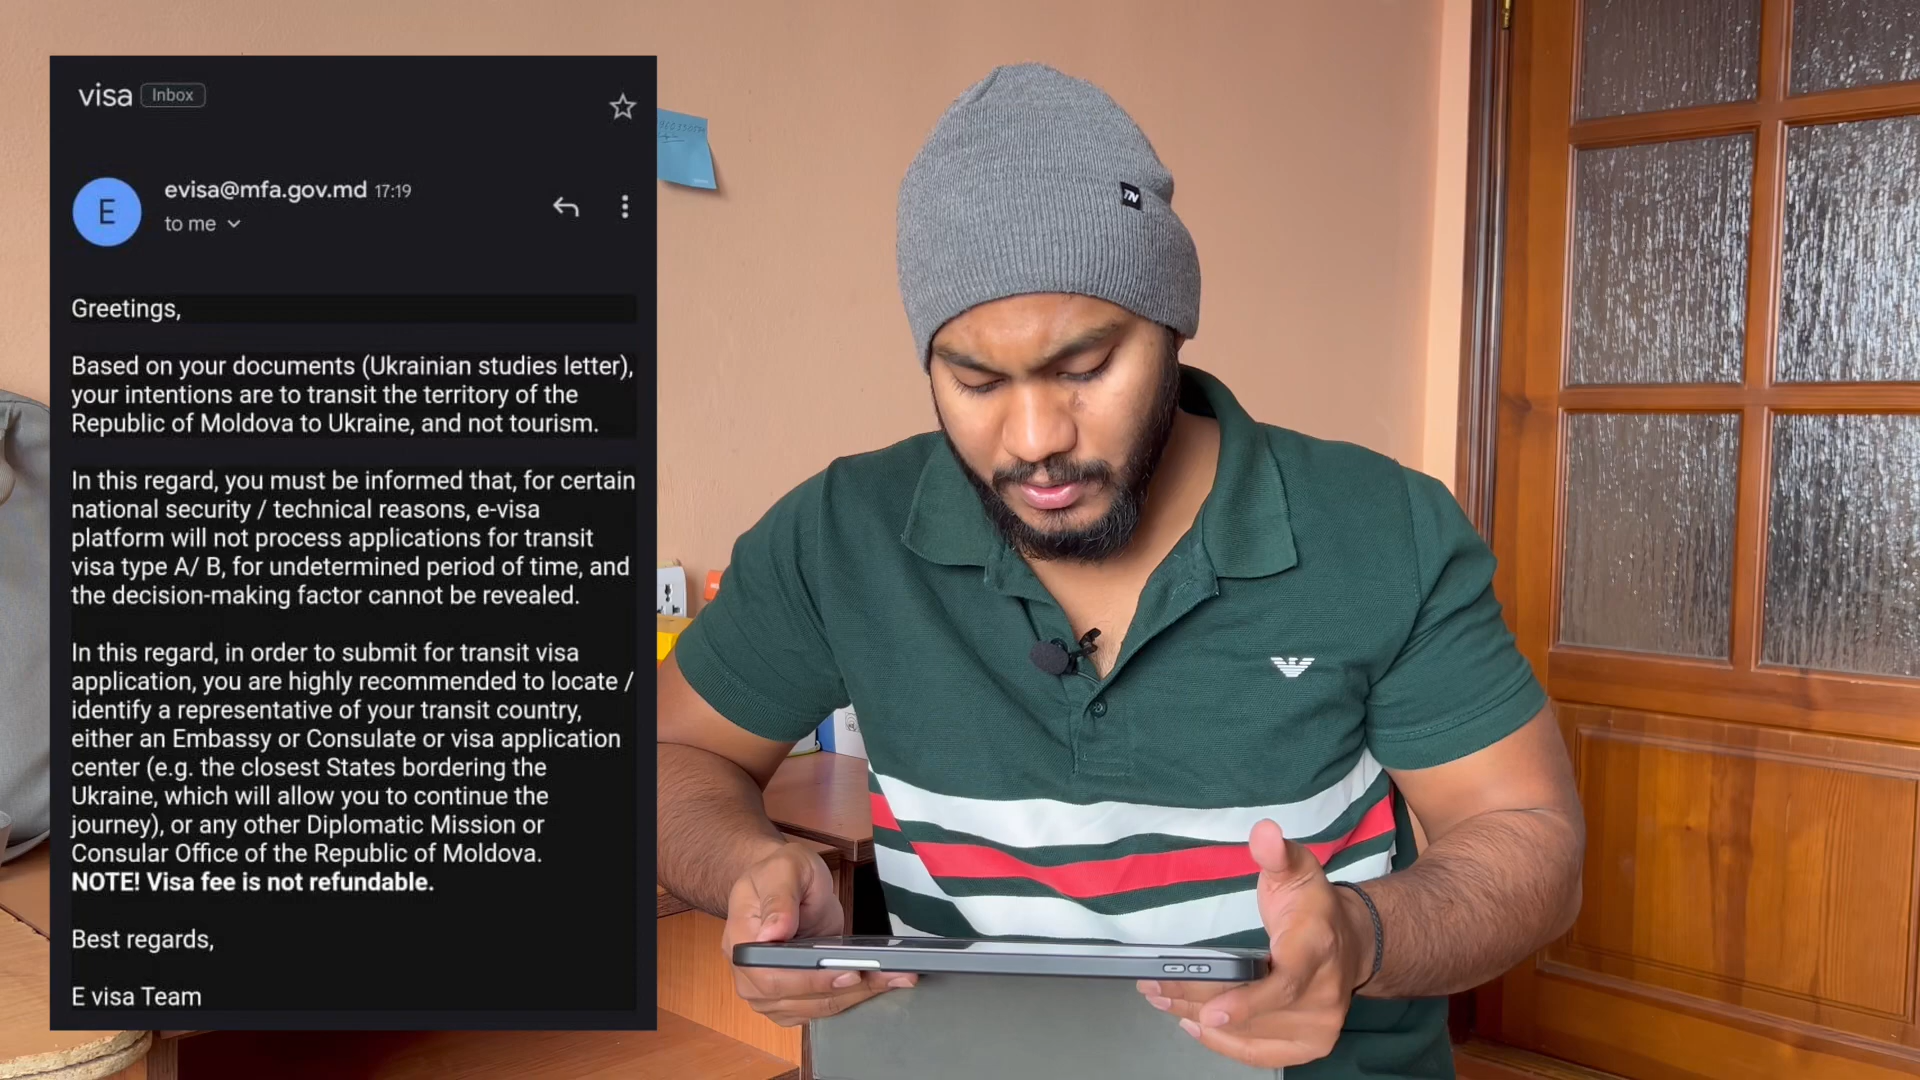 visa Inbox
E
evisa@mfa.gov.md 17:19
to me
Greetings,
Based on your documents (Ukrainian studies letter),
your intentions are to transit the territory of the
Republic of Moldova to Ukraine, and not tourism.
In this regard, you must be informed that, for certain
national security / technical reasons, e-visa
platform will not process applications for transit
visa type A/ B, for undetermined period of time, and
the decision-making factor cannot be revealed.
In this regard, in order to submit for transit visa
application, you are highly recommended to locate /
identify a representative of your transit country,
either an Embassy or Consulate or visa application
center (e.g. the closest States bordering the
Ukraine, which will allow you to continue the
journey), or any other Diplomatic Mission or
Consular Office of the Republic of Moldova.
NOTE! Visa fee is not refundable.
Best regards,
E visa Team
TN